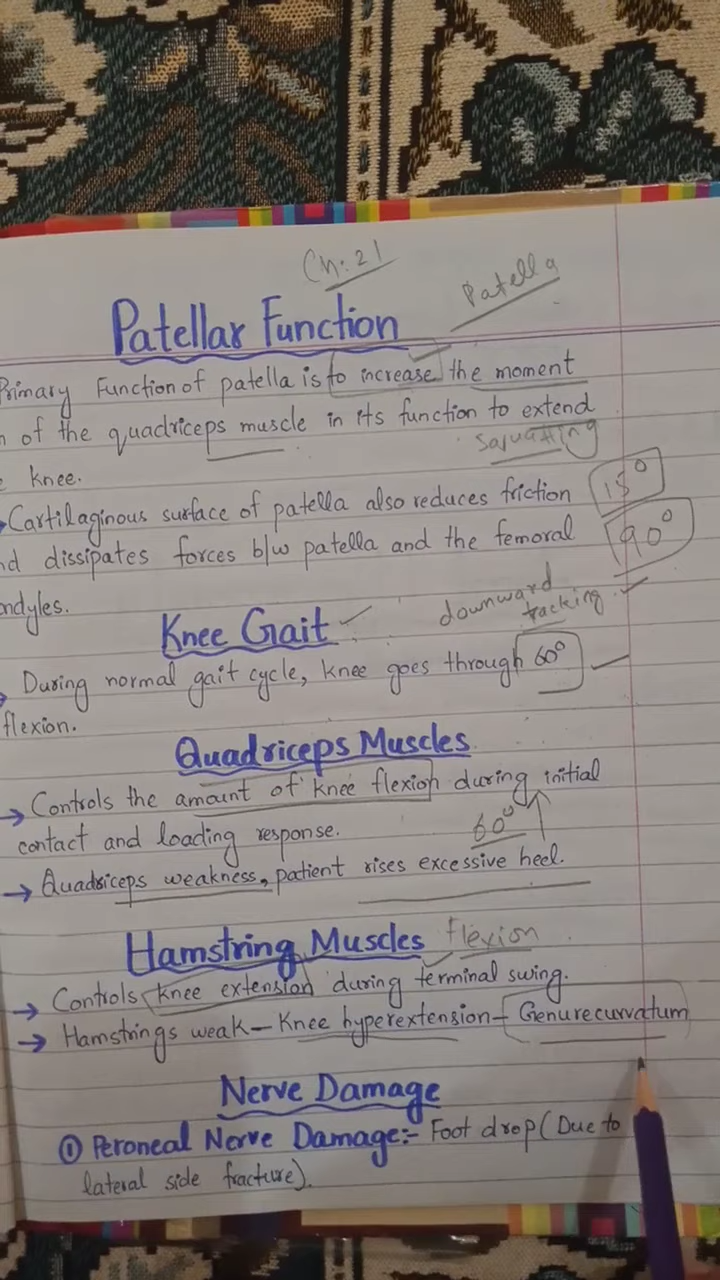 Ch: 21
Patella
Patellar Function
Primary Function of patella is to increase the moment
of the quadriceps muscle in its function to extend
squatting
knee.
Cartilaginous surface of patella also reduces friction
15°
dissipates forces b/w patella and the femoral
90°
ndyles.
downward
tracking
Knee Gait
During normal gait cycle, knee goes through 60°
flexion.
Quadriceps Muscles
→ Controls the amount of knee flexion during initial
contact and loading response.
60°
→ Quadriceps weakness, patient rises excessive heel.
Hamstring Muscles flexion
→ Controls knee extension during terminal swing.
→ Hamstrings weak – Knee hyperextension – Genurecurvatum
Nerve Damage
① Peroneal Nerve Damage:- Foot drop (Due to
lateral side fracture).